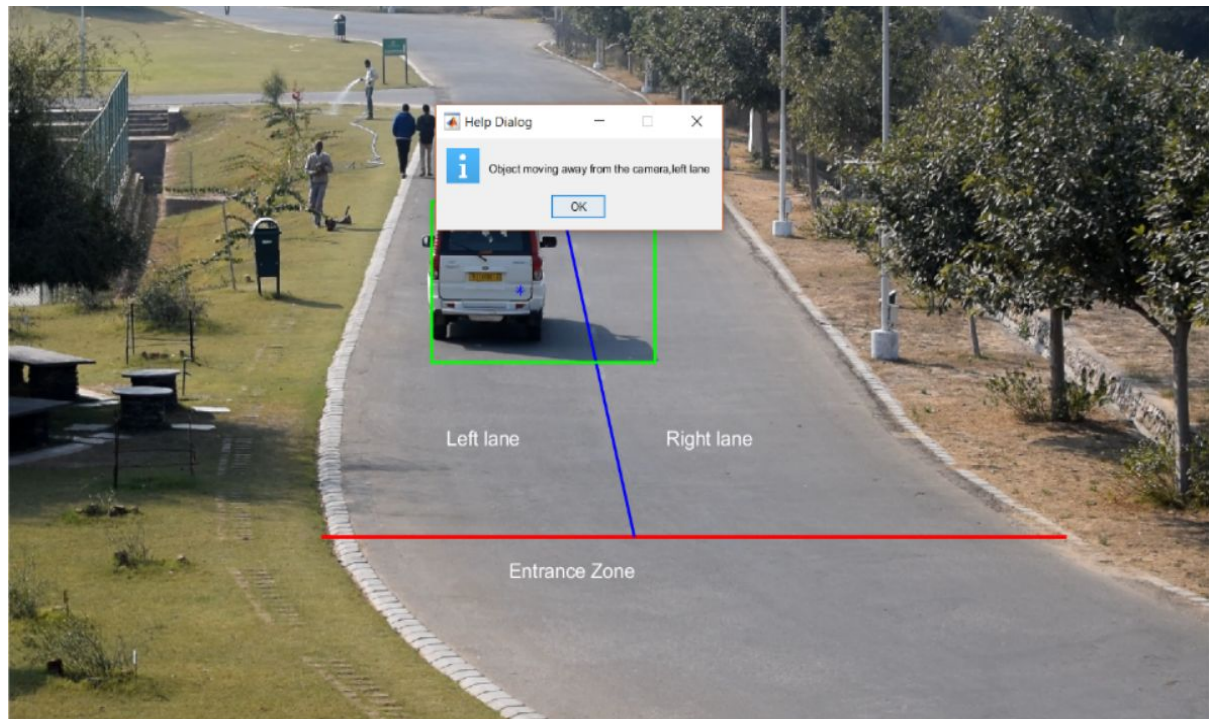 Help Dialog
Object moving away from the camera,left lane
OK
Left lane
Right lane
Entrance Zone